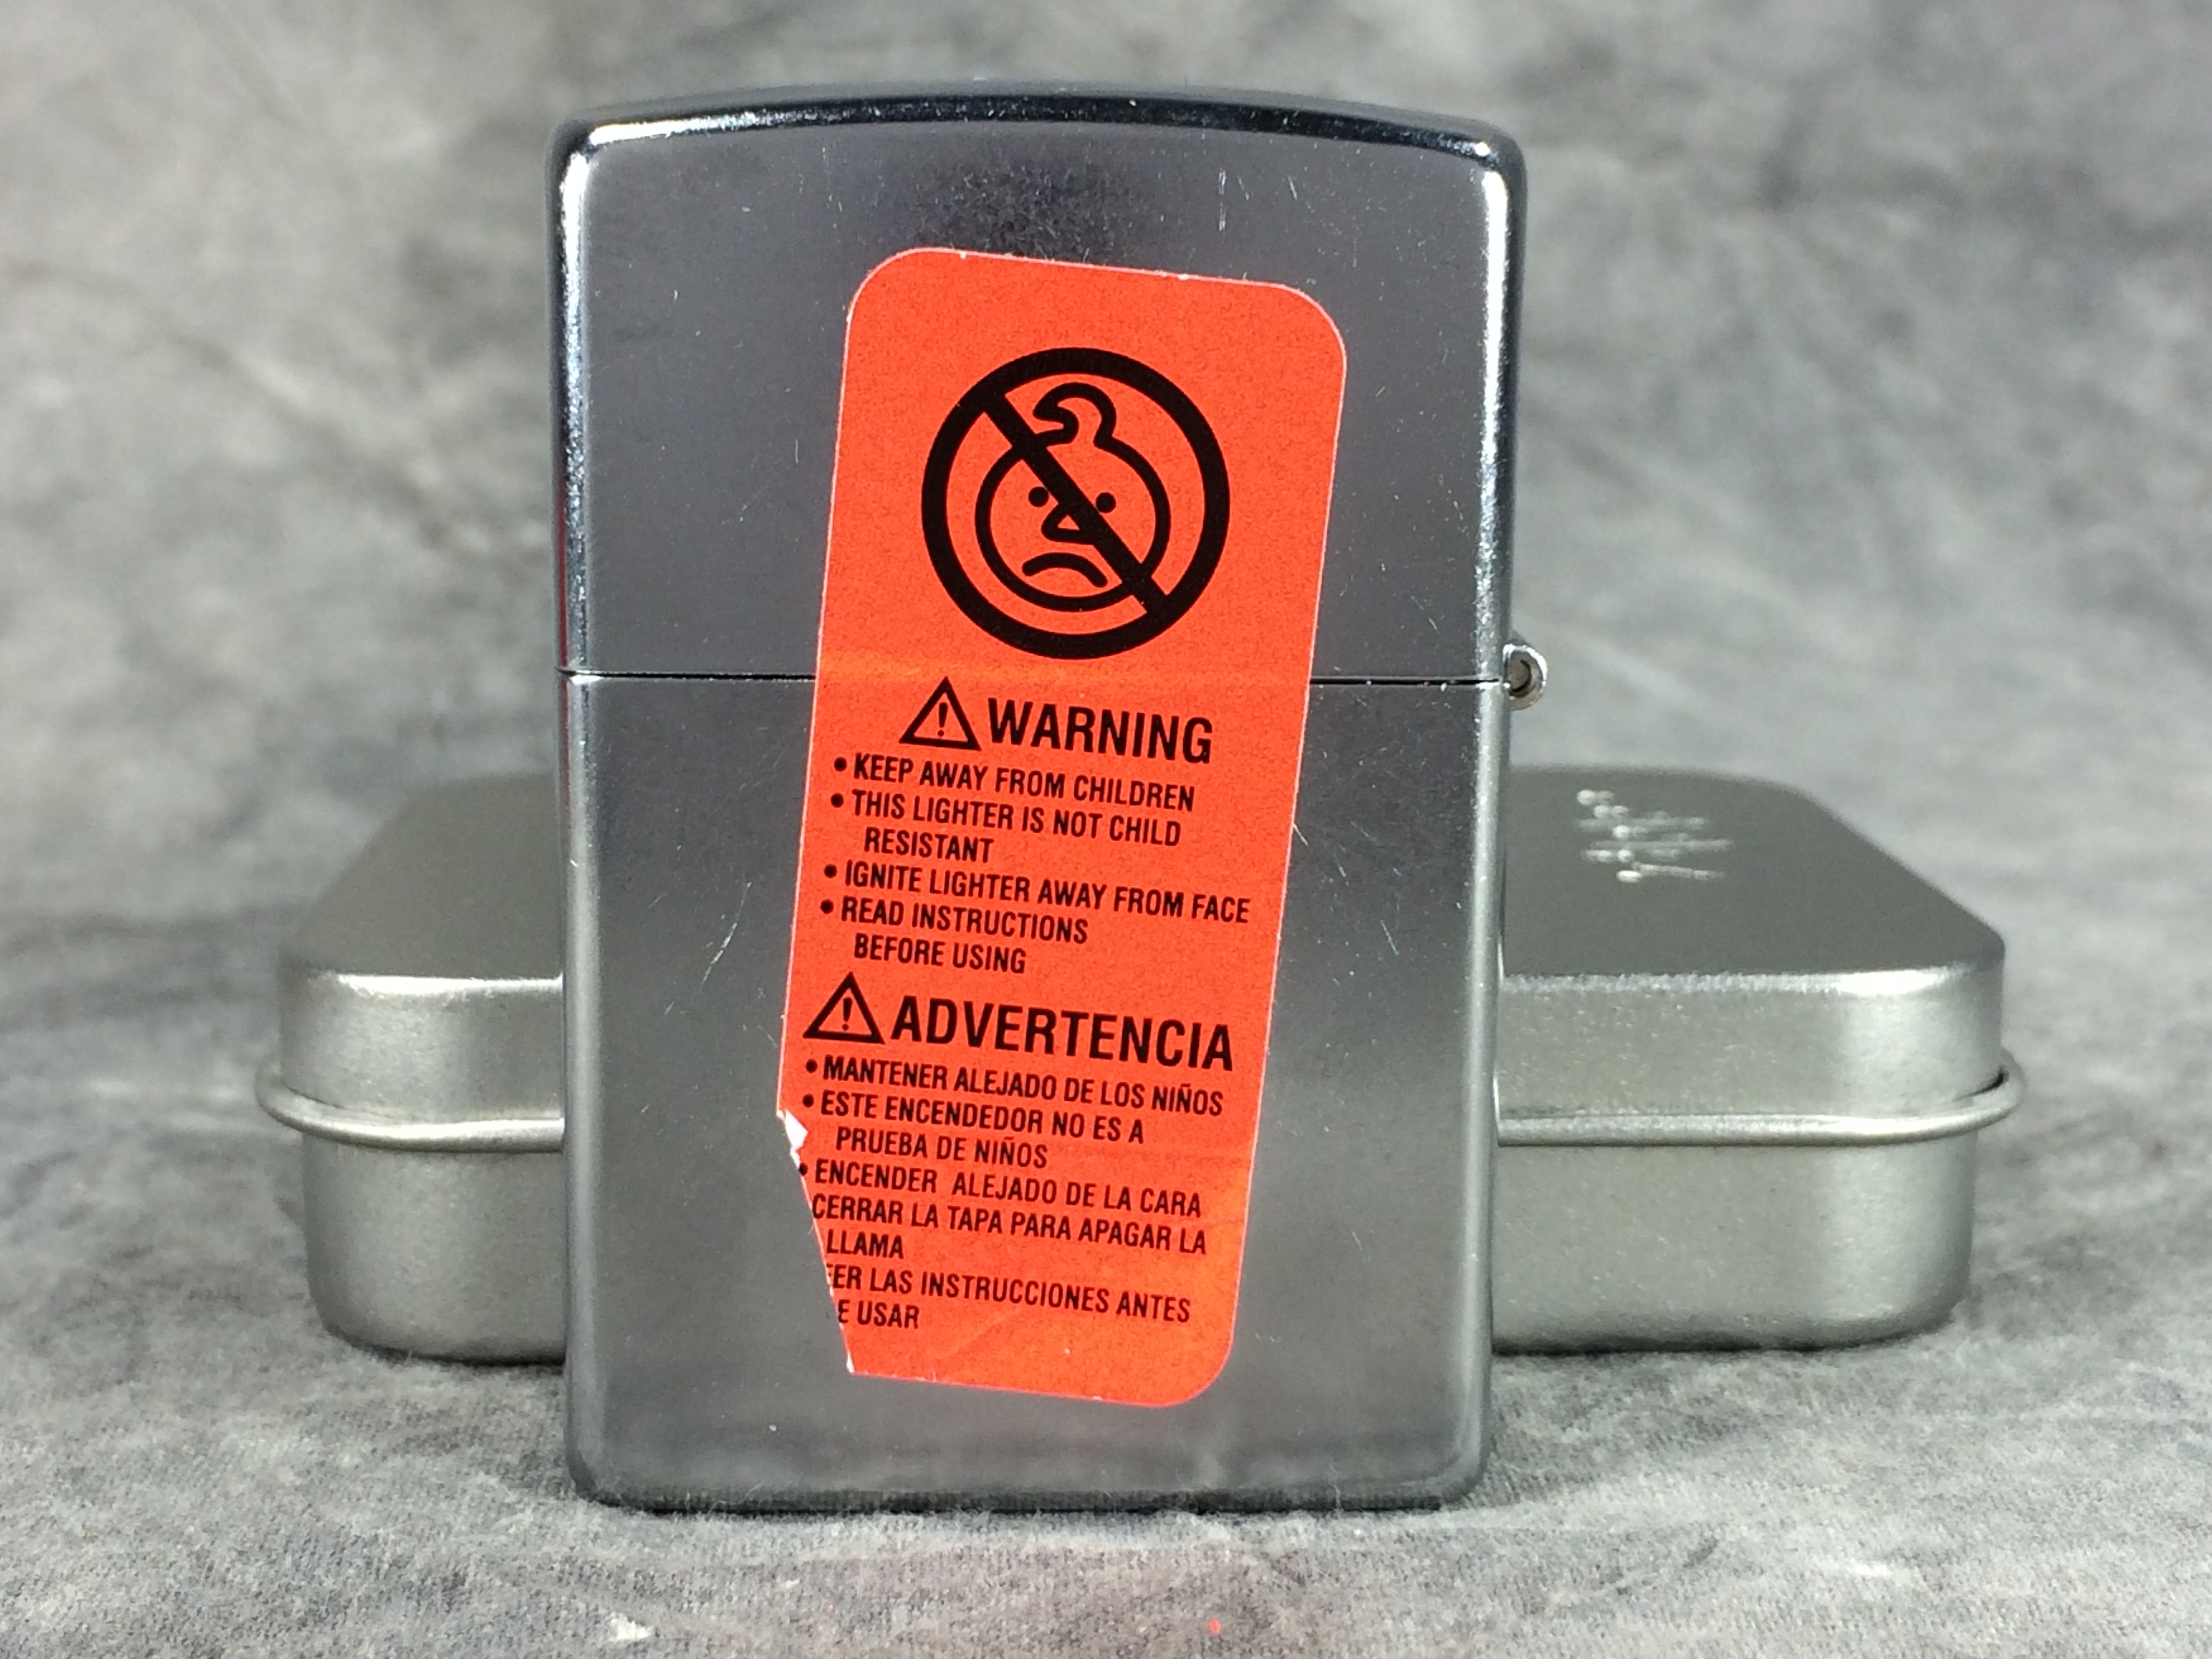 WARNING
• KEEP AWAY FROM CHILDREN
• THIS LIGHTER IS NOT CHILD
RESISTANT
• IGNITE LIGHTER AWAY FROM FACE
• READ INSTRUCTIONS
BEFORE USING
ADVERTENCIA
• MANTENER ALEJADO DE LOS NIÑOS
• ESTE ENCENDEDOR NO ES A
PRUEBA DE NIÑOS
• ENCENDER ALEJADO DE LA CARA
CERRAR LA TAPA PARA APAGAR LA
LLAMA
EER LAS INSTRUCCIONES ANTES
E USAR